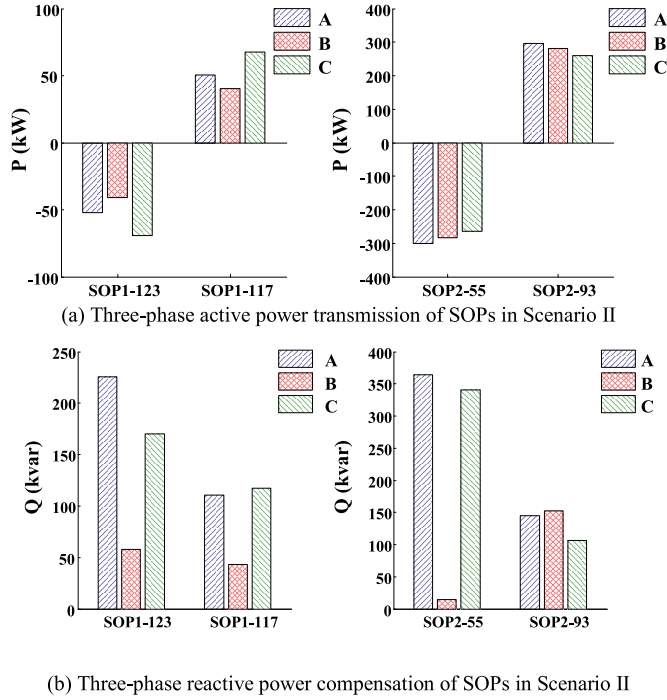 100
50
0
-50
-100
P (kW)
A
B
C
SOP1-123
SOP1-117
400
300
200
100
0
-100
-200
-300
-400
P (kW)
A
B
C
SOP2-55
SOP2-93
(a) Three-phase active power transmission of SOPs in Scenario II
250
200
150
100
50
0
Q (kvar)
A
B
C
SOP1-123
SOP1-117
400
350
300
250
200
150
100
50
0
Q (kvar)
A
B
C
SOP2-55
SOP2-93
(b) Three-phase reactive power compensation of SOPs in Scenario II